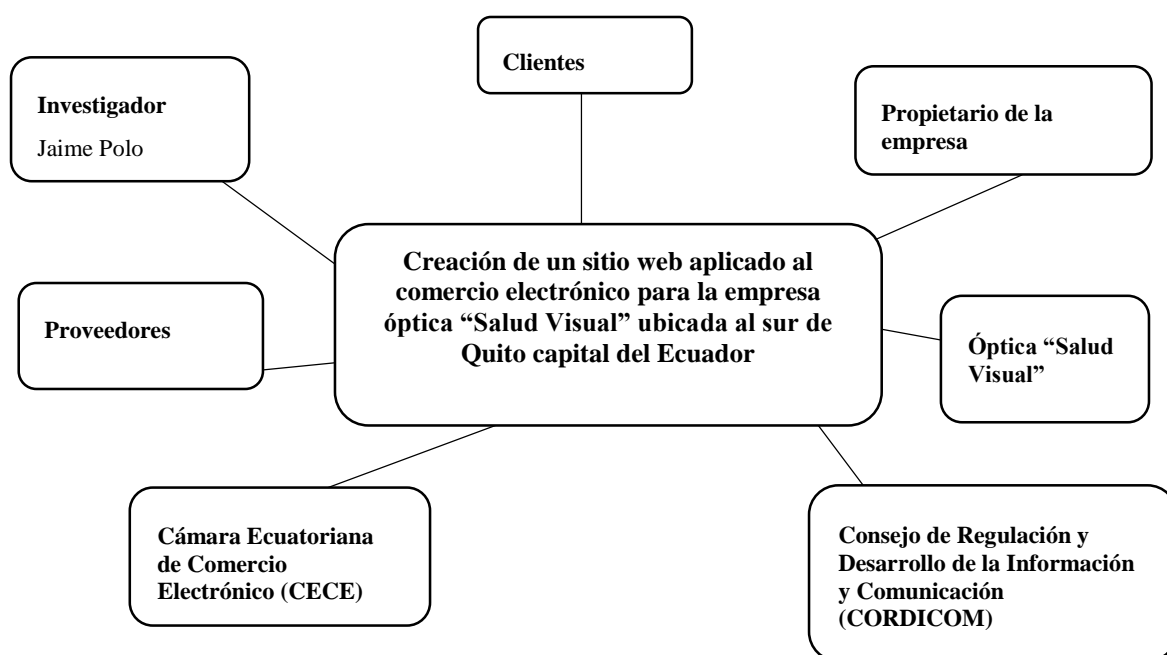 Clientes
Investigador
Jaime Polo
Propietario de la
empresa
Creación de un sitio web aplicado al
comercio electrónico para la empresa
óptica “Salud Visual” ubicada al sur de
Quito capital del Ecuador
Proveedores
Óptica “Salud
Visual”
Cámara Ecuatoriana
de Comercio
Electrónico (CECE)
Consejo de Regulación y
Desarrollo de la Información
y Comunicación
(CORDICOM)